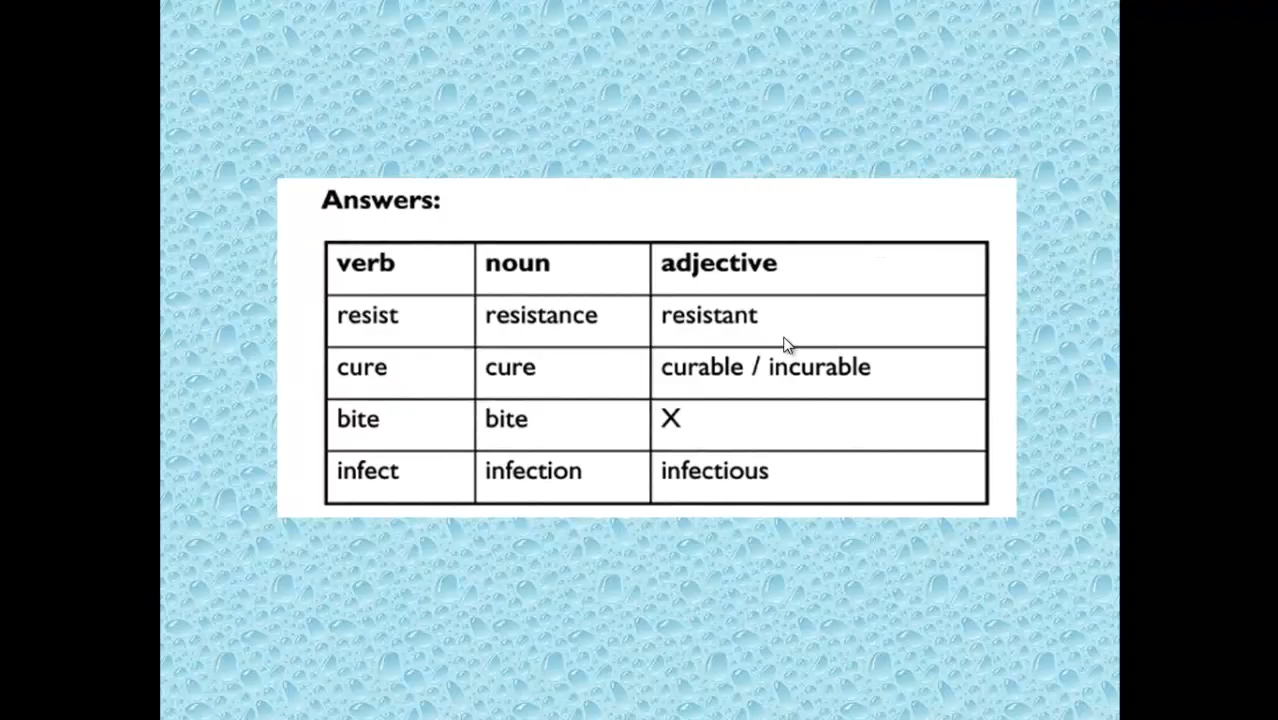 Answers:
verb noun adjective
resist resistance resistant
cure cure curable / incurable
bite bite X
infect infection infectious